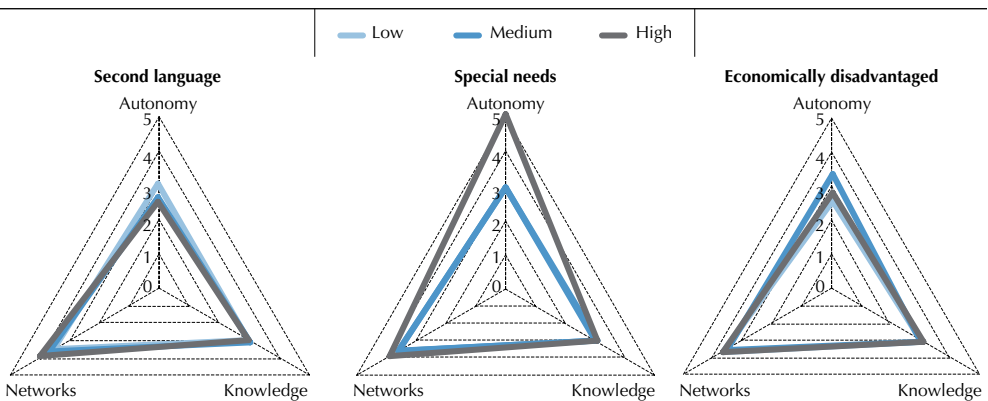 Low Medium High
Second language
Autonomy
5
4
3
2
1
0
Networks
Knowledge
Special needs
Autonomy
5
4
3
2
1
0
Networks
Knowledge
Economically disadvantaged
Autonomy
5
4
3
2
1
0
Networks
Knowledge